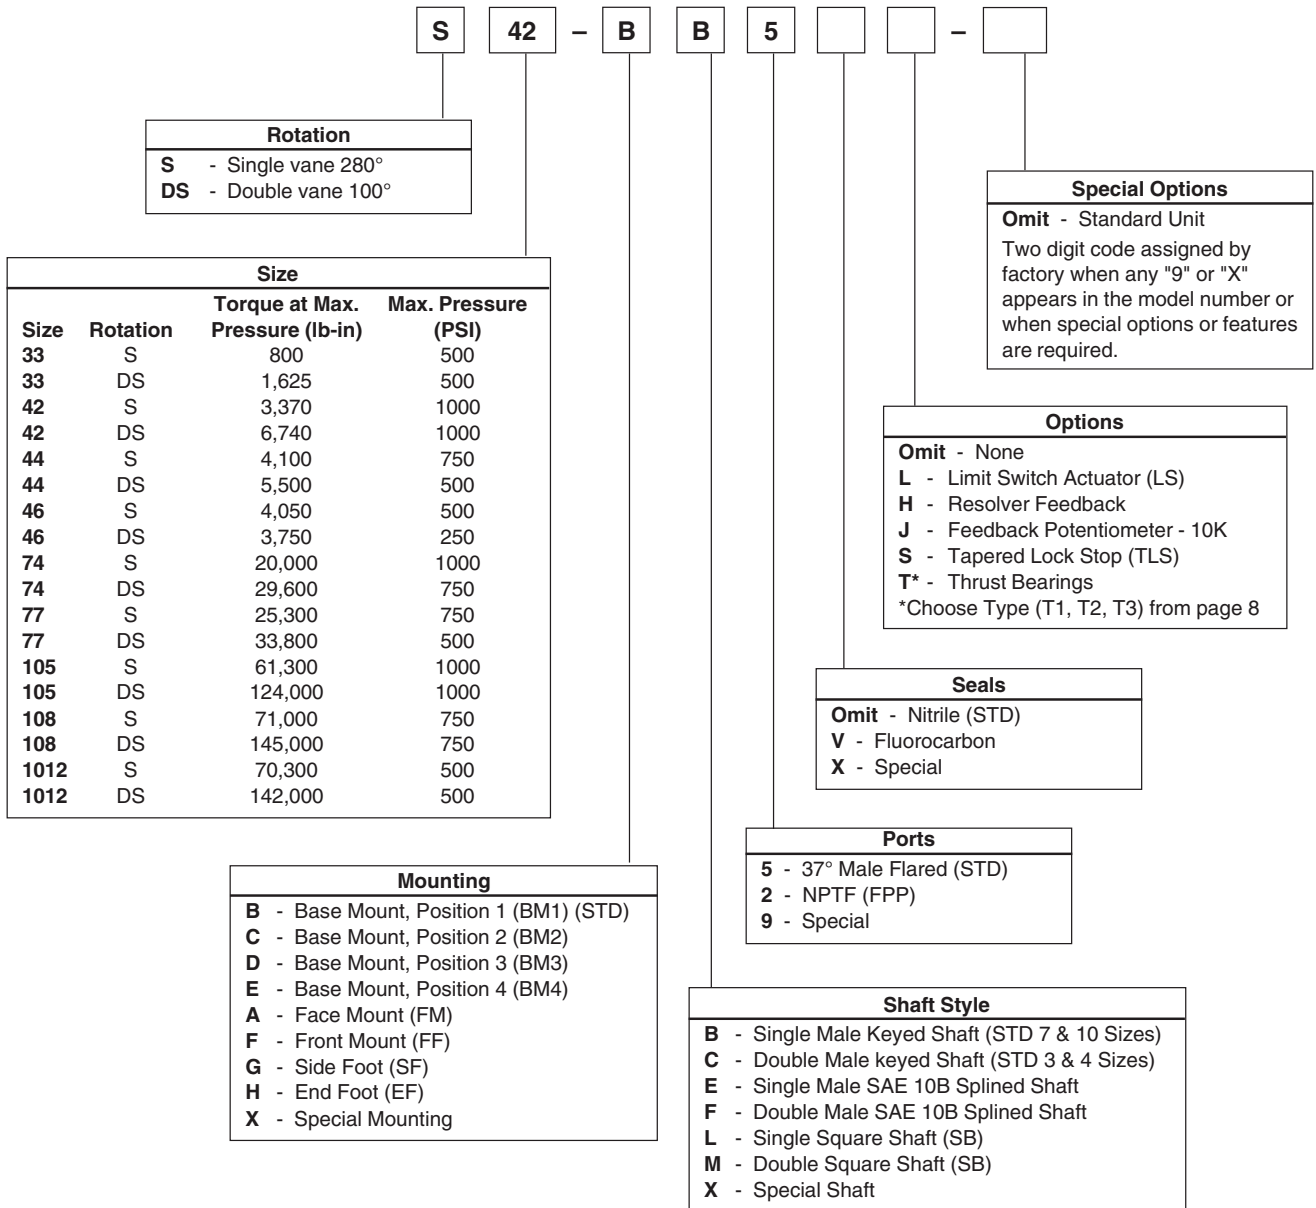 S 42 – B B 5 –
Rotation
S - Single vane 280°
DS - Double vane 100°
Special Options
Omit - Standard Unit
Two digit code assigned by
factory when any "9" or "X"
appears in the model number or
when special options or features
are required.
Size
Torque at Max. Max. Pressure
Size Rotation Pressure (lb-in) (PSI)
33 S 800 500
33 DS 1,625 500
42 S 3,370 1000
42 DS 6,740 1000
44 S 4,100 750
44 DS 5,500 500
46 S 4,050 500
46 DS 3,750 250
74 S 20,000 1000
74 DS 29,600 750
77 S 25,300 750
77 DS 33,800 500
105 S 61,300 1000
105 DS 124,000 1000
108 S 71,000 750
108 DS 145,000 750
1012 S 70,300 500
1012 DS 142,000 500
Options
Omit - None
L - Limit Switch Actuator (LS)
H - Resolver Feedback
J - Feedback Potentiometer - 10K
S - Tapered Lock Stop (TLS)
T* - Thrust Bearings
*Choose Type (T1, T2, T3) from page 8
Seals
Omit - Nitrile (STD)
V - Fluorocarbon
X - Special
Ports
5 - 37° Male Flared (STD)
2 - NPTF (FPP)
9 - Special
Mounting
B - Base Mount, Position 1 (BM1) (STD)
C - Base Mount, Position 2 (BM2)
D - Base Mount, Position 3 (BM3)
E - Base Mount, Position 4 (BM4)
A - Face Mount (FM)
F - Front Mount (FF)
G - Side Foot (SF)
H - End Foot (EF)
X - Special Mounting
Shaft Style
B - Single Male Keyed Shaft (STD 7 & 10 Sizes)
C - Double Male keyed Shaft (STD 3 & 4 Sizes)
E - Single Male SAE 10B Splined Shaft
F - Double Male SAE 10B Splined Shaft
L - Single Square Shaft (SB)
M - Double Square Shaft (SB)
X - Special Shaft